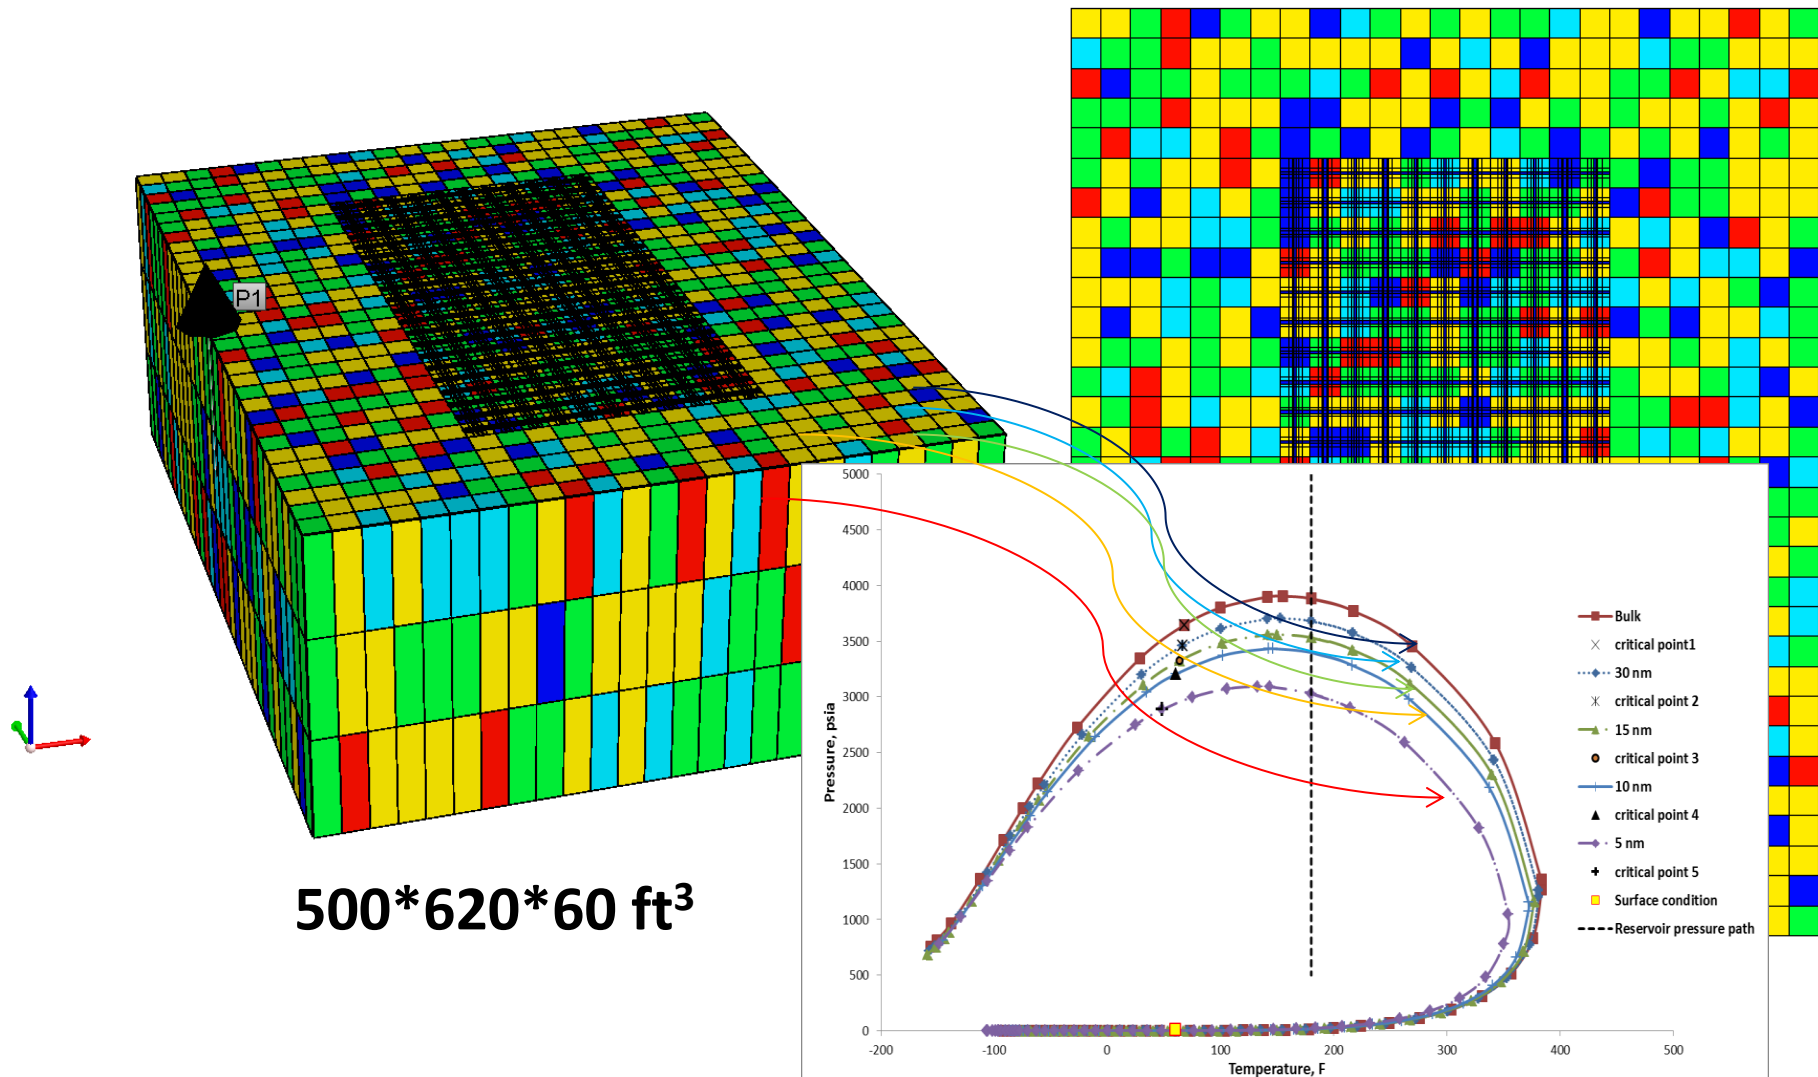 P1
500*620*60 ft³
5000
4500
4000
3500
3000
2500
2000
1500
1000
500
0
Pressure, psia
-200
-100
0
100
200
300
400
500
Temperature, F
Bulk
critical point1
30 nm
critical point 2
15 nm
critical point 3
10 nm
critical point 4
5 nm
critical point 5
Surface condition
Reservoir pressure path